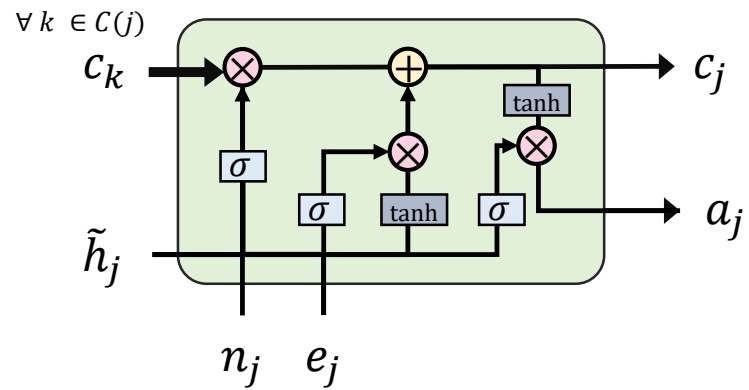 ∀ k ∈ C(j)
c_k
c_j
tanh
σ
σ
tanh
σ
a_j
h̃_j
n_j e_j